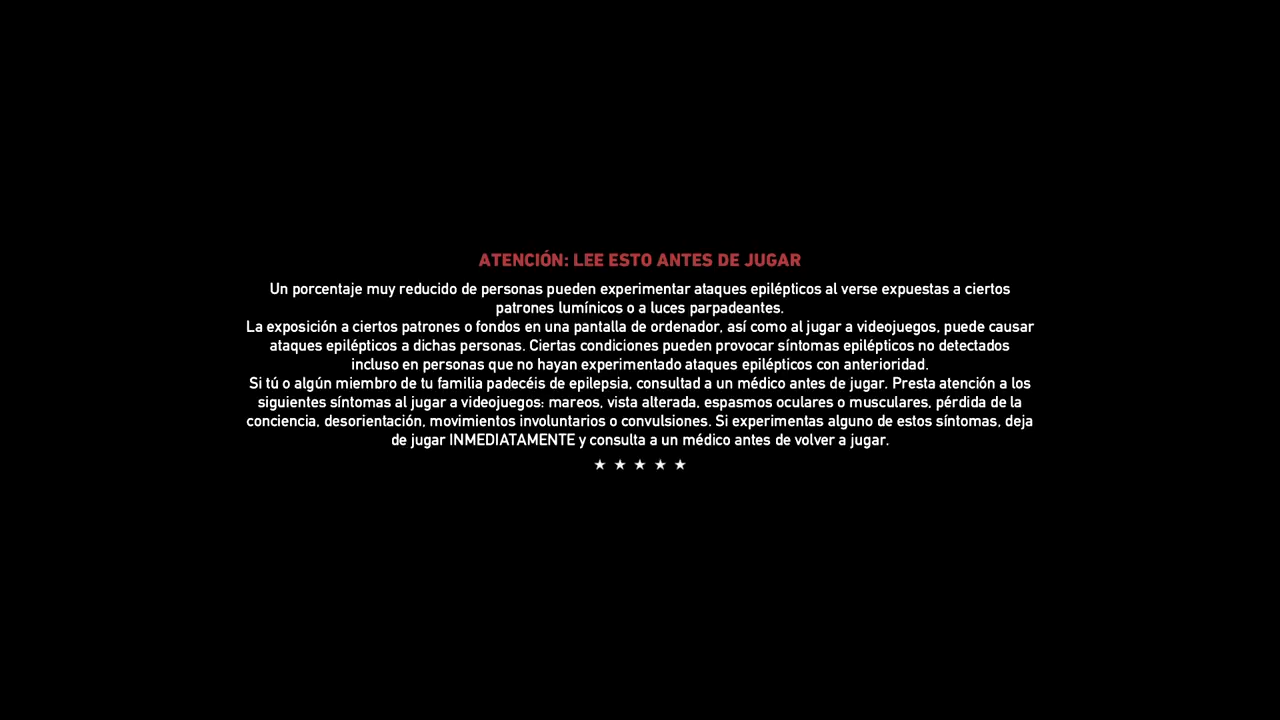 ATENCIÓN: LEE ESTO ANTES DE JUGAR
Un porcentaje muy reducido de personas pueden experimentar ataques epilépticos al verse expuestas a ciertos
patrones lumínicos o a luces parpadeantes.
La exposición a ciertos patrones o fondos en una pantalla de ordenador, así como al jugar a videojuegos, puede causar
ataques epilépticos a dichas personas. Ciertas condiciones pueden provocar síntomas epilépticos no detectados
incluso en personas que no hayan experimentado ataques epilépticos con anterioridad.
Si tú o algún miembro de tu familia padecéis de epilepsia, consultad a un médico antes de jugar. Presta atención a los
siguientes síntomas al jugar a videojuegos: mareos, vista alterada, espasmos oculares o musculares, pérdida de la
conciencia, desorientación, movimientos involuntarios o convulsiones. Si experimentas alguno de estos síntomas, deja
de jugar INMEDIATAMENTE y consulta a un médico antes de volver a jugar.
★ ★ ★ ★ ★